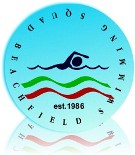 BEACHFIELD SWIMMING SQUAD
est.1986